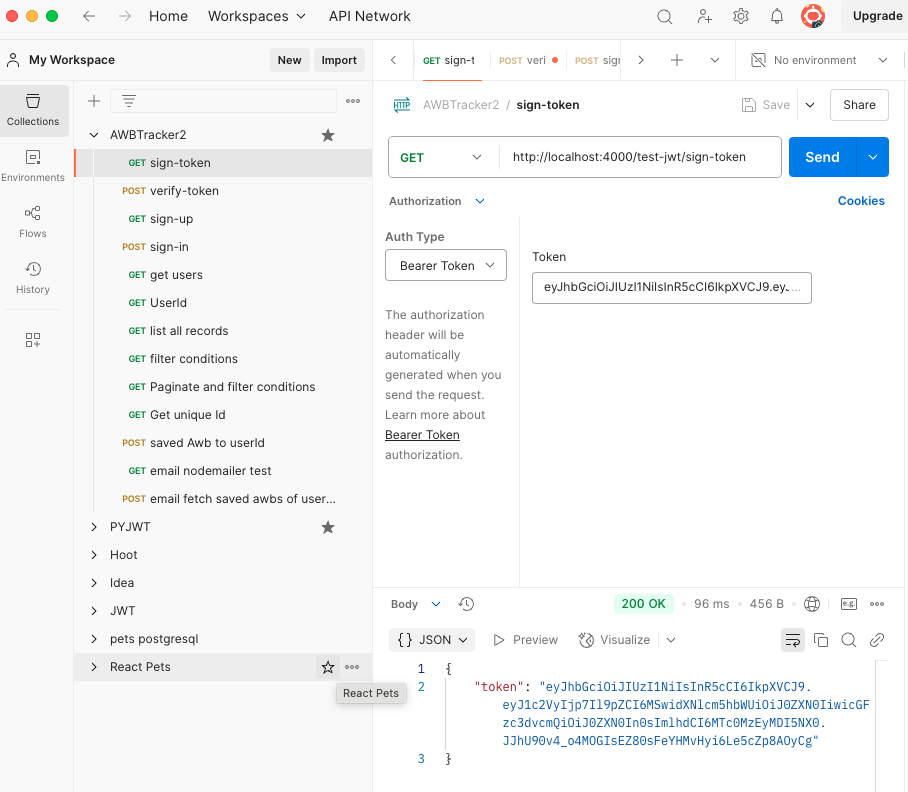 Home Workspaces API Network Upgrade
My Workspace New Import GET sign-t POST veri POST sign No environment
Collections
Environments
Flows
History
AWBTracker2
GET sign-token
POST verify-token
GET sign-up
POST sign-in
GET get users
GET UserId
GET list all records
GET filter conditions
GET Paginate and filter conditions
GET Get unique Id
POST saved Awb to userId
GET email nodemailer test
POST email fetch saved awbs of user...
PYJWT
Hoot
Idea
JWT
pets postgresql
React Pets
React Pets
HTTP AWBTracker2 / sign-token Save Share
GET http://localhost:4000/test-jwt/sign-token Send
Authorization Cookies
Auth Type
Bearer Token
The authorization
header will be
automatically
generated when you
send the request.
Learn more about
Bearer Token
authorization.
Token
eyJhbGciOiJIUzI1NiIsInR5cCI6IkpXVCJ9.eyJ...
Body 200 OK 96 ms 456 B e.g.
{} JSON Preview Visualize
1 {
2 "token": "eyJhbGciOiJIUzI1NiIsInR5cCI6IkpXVCJ9.
eyJ1c2VyIjp7Il9pZCI6MSwidXNlcm5hbWUiOiJ0ZXN0IiwicGF
zc3dvcmQiOiJ0ZXN0In0sImlhdCI6MTc0MzEyMDI5NX0.
JJhU90v4_o4MOGIsEZ80sFeYHMvHyi6Le5cZp8AOyCg"
3 }